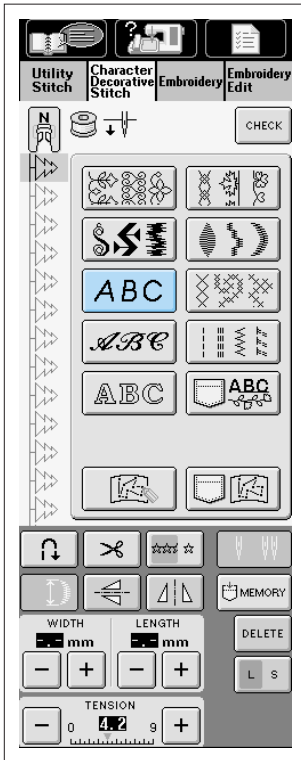 Utility
Stitch
Character
Decorative
Stitch
Embroidery
Embroidery
Edit
N
CHECK
ABC
ABC
ABC
ABC
MEMORY
WIDTH
-.- mm
LENGTH
-.- mm
DELETE
- +
- +
L S
TENSION
- 0 4.2 9 +